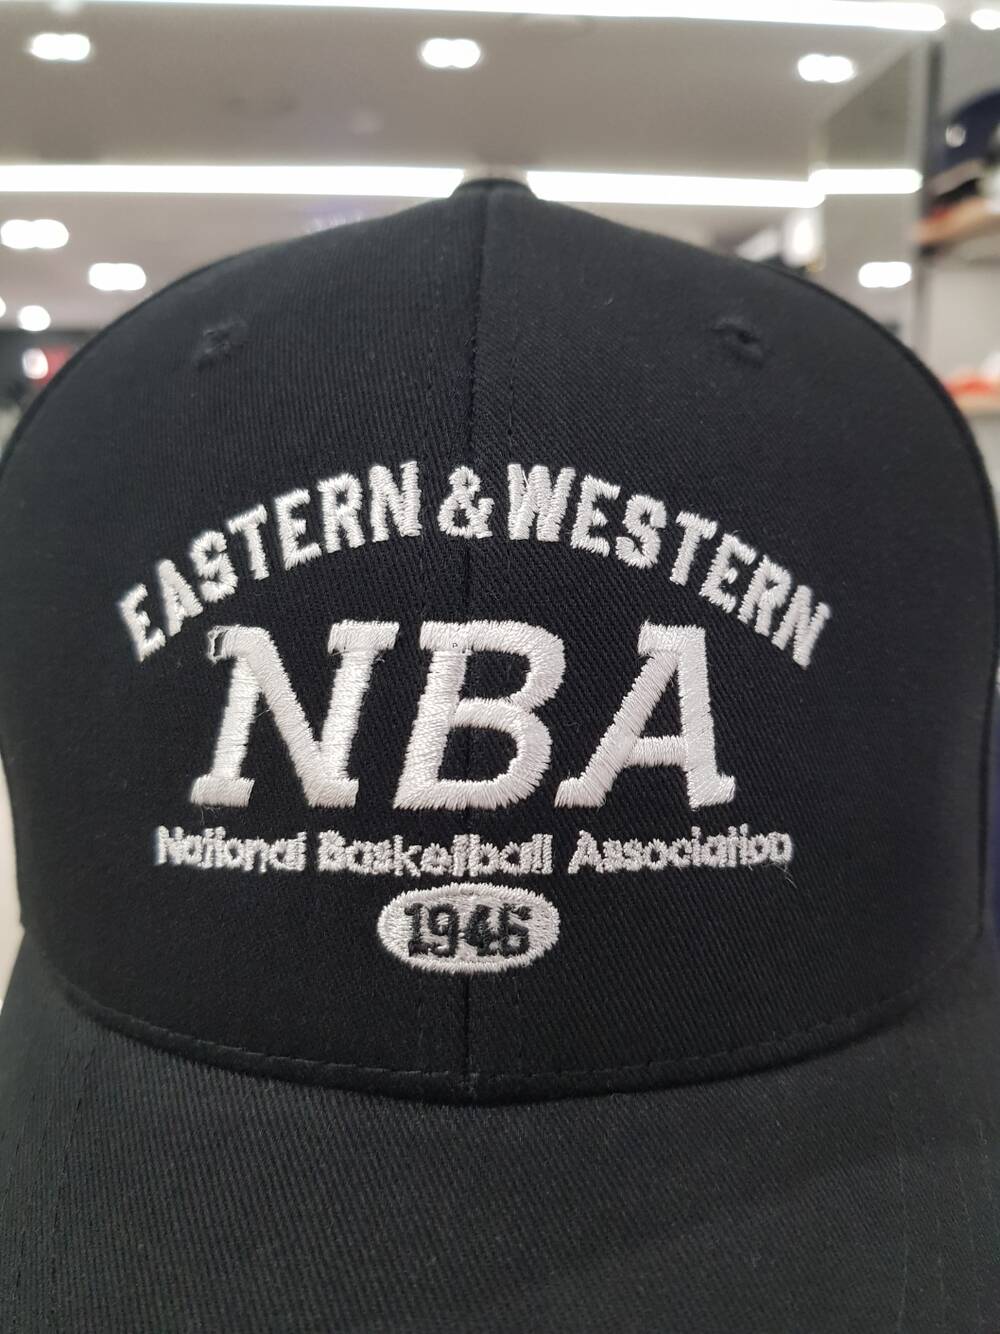 EASTERN & WESTERN
NBA
National Basketball Association
1946